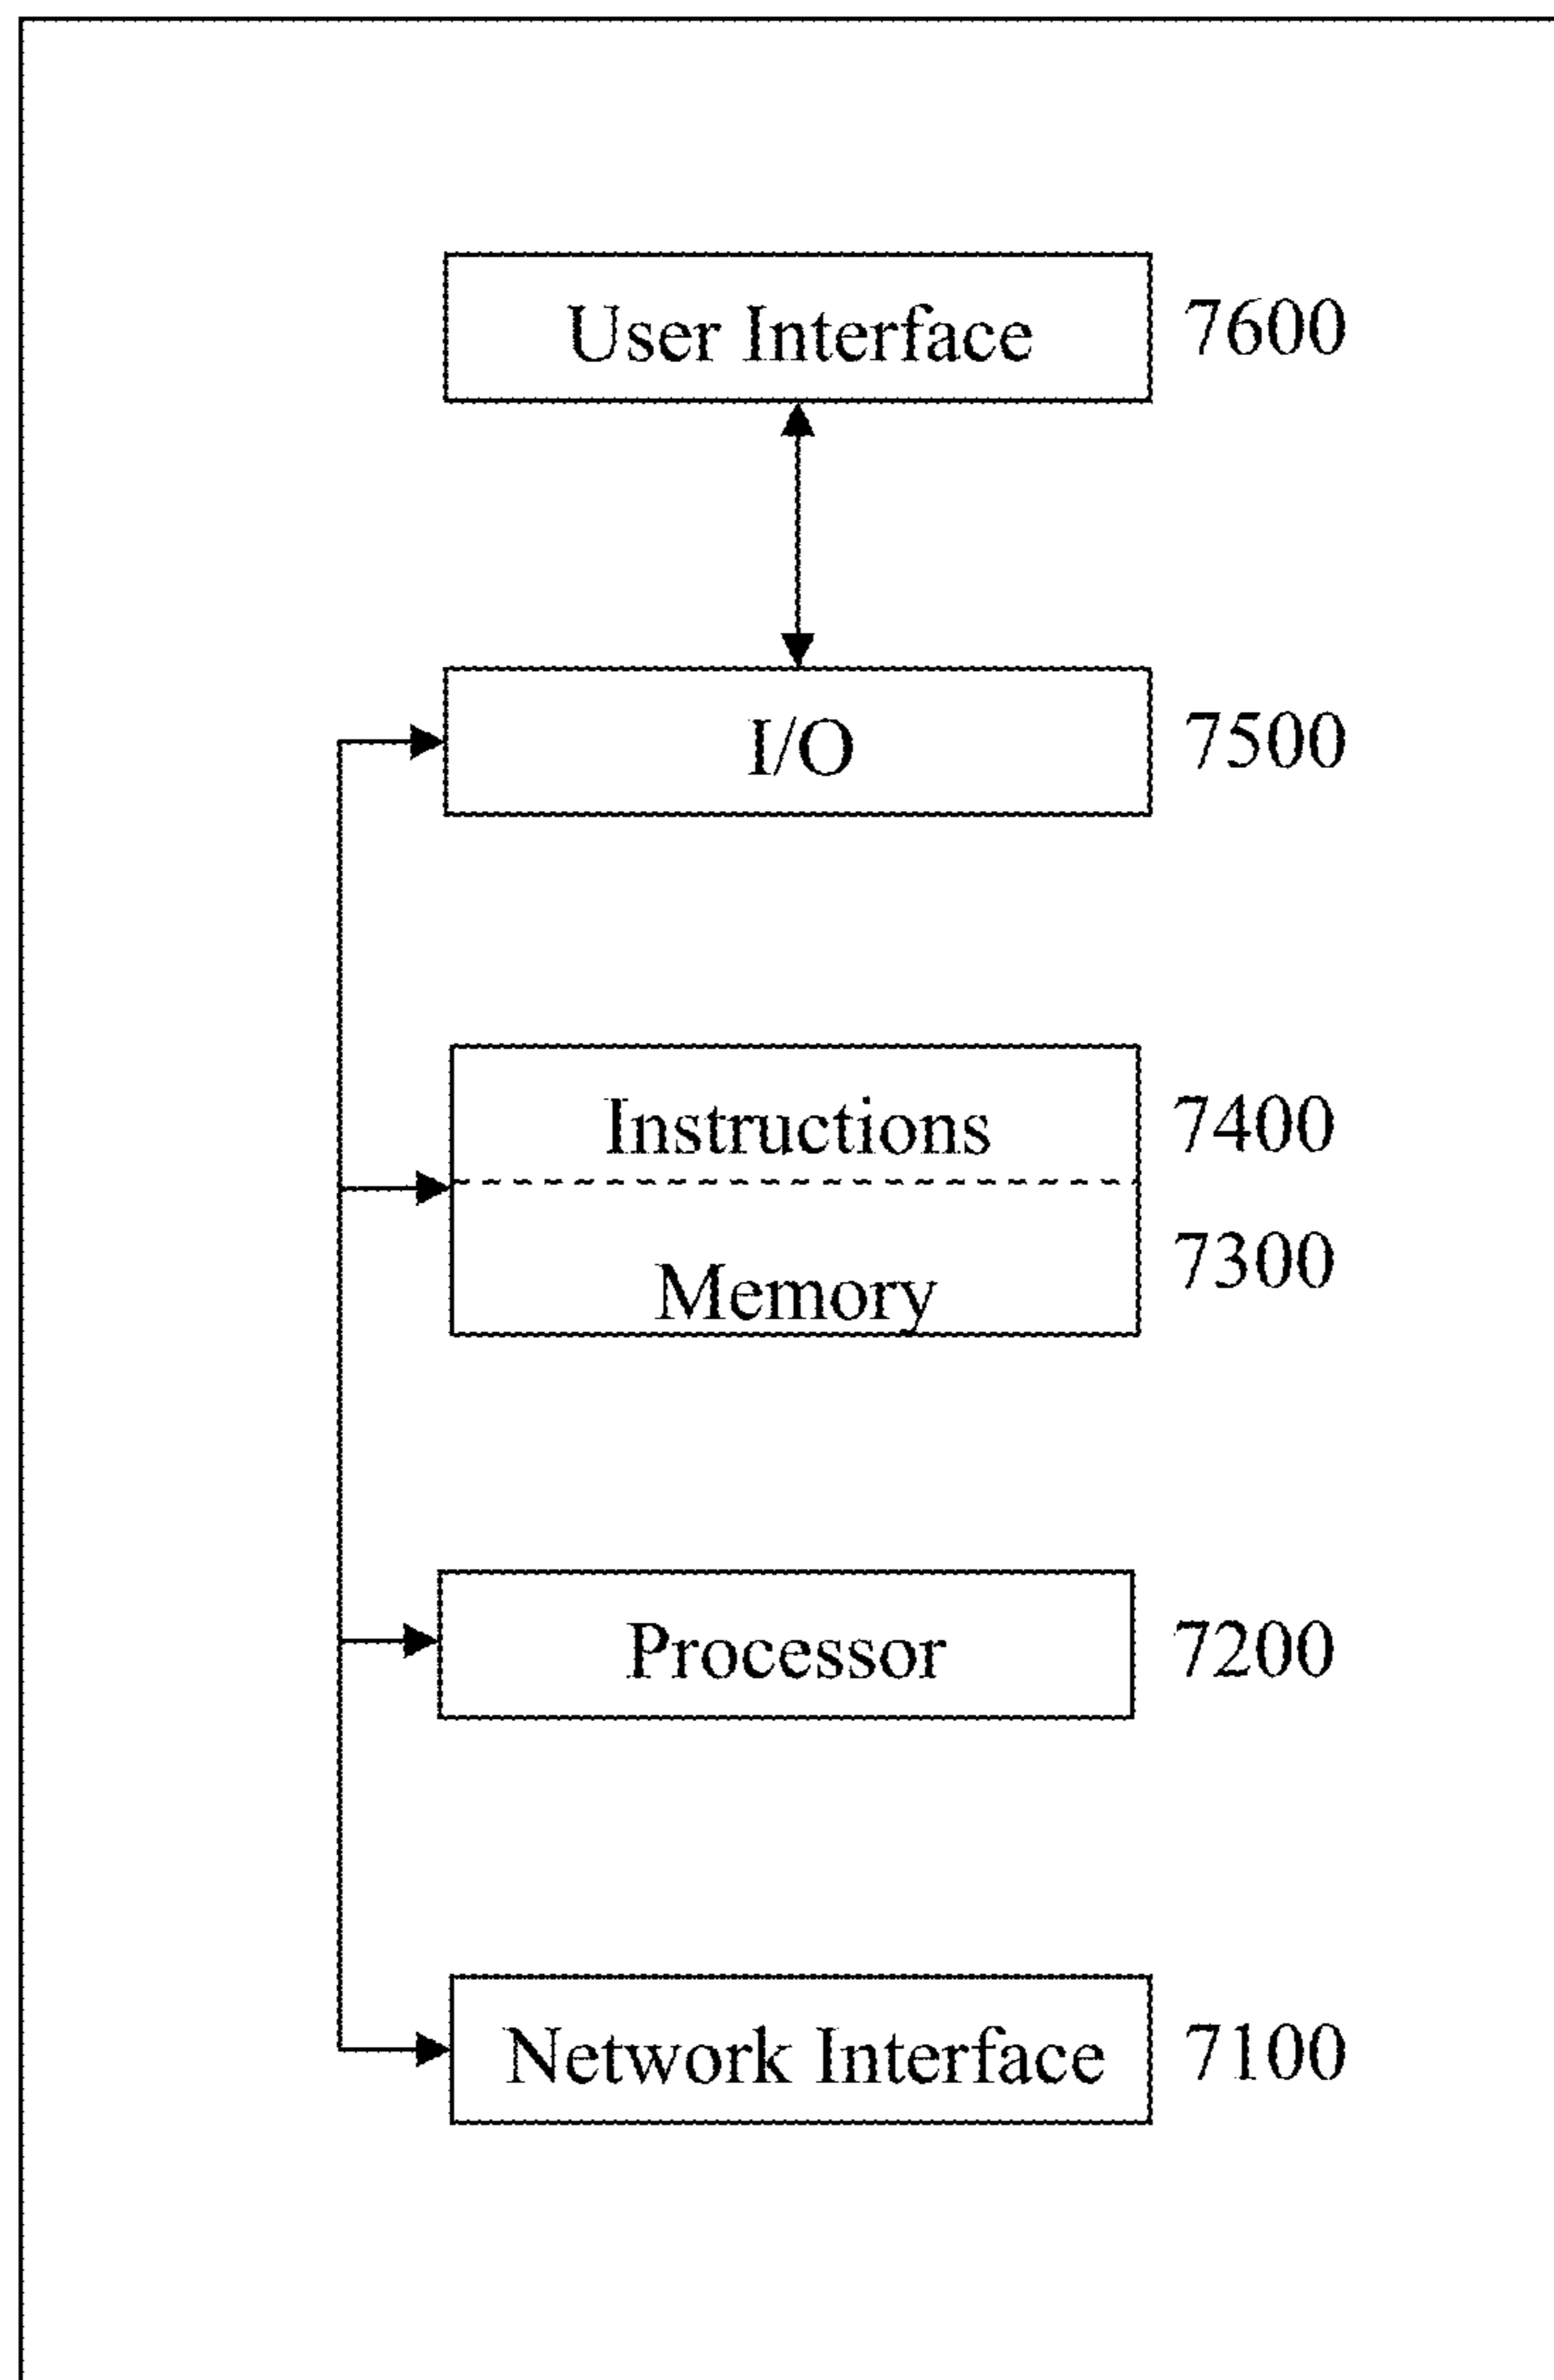 User Interface 7600
I/O 7500
Instructions 7400
Memory 7300
Processor 7200
Network Interface 7100